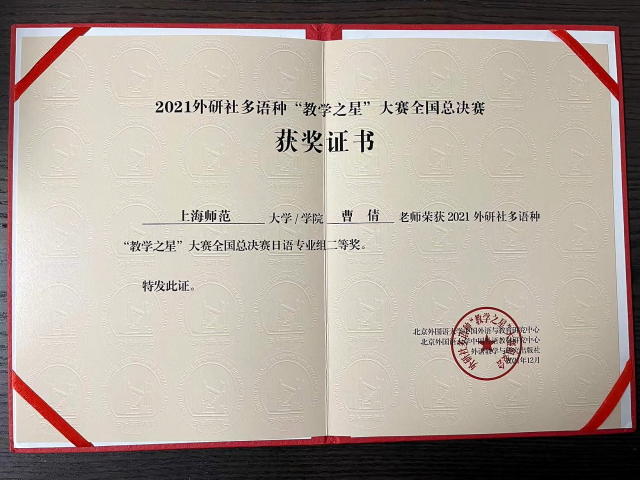 2021外研社多语种“教学之星”大赛全国总决赛
获奖证书
上海师范 大学/学院 曹 倩 老师荣获 2021 外研社多语种
“教学之星”大赛全国总决赛日语专业组二等奖。
特发此证。
北京外国语大学中国外语与教育研究中心
北京外国语大学中国外语教材研究中心
外语教学与研究出版社
2021年12月